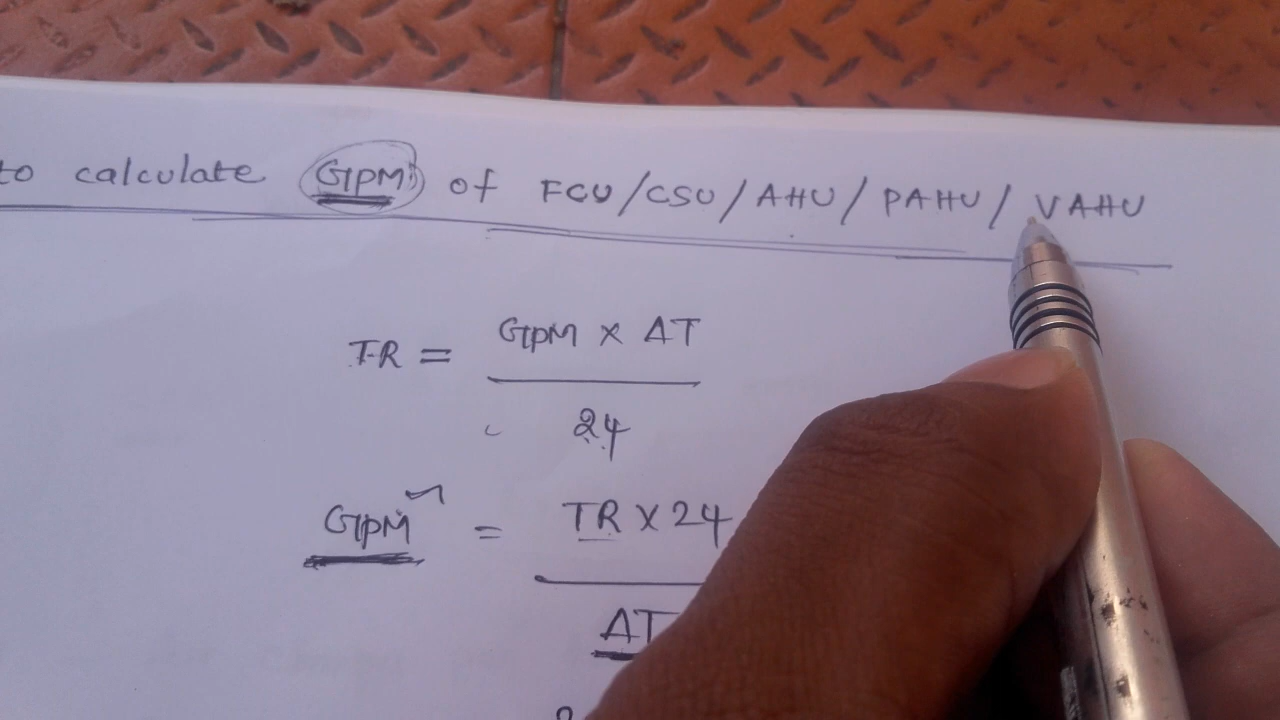 to calculate GPM of FCU/CSU/AHU/PAHU/VAHU
TR = GPM x ΔT
24
GPM = TR x 24
ΔT